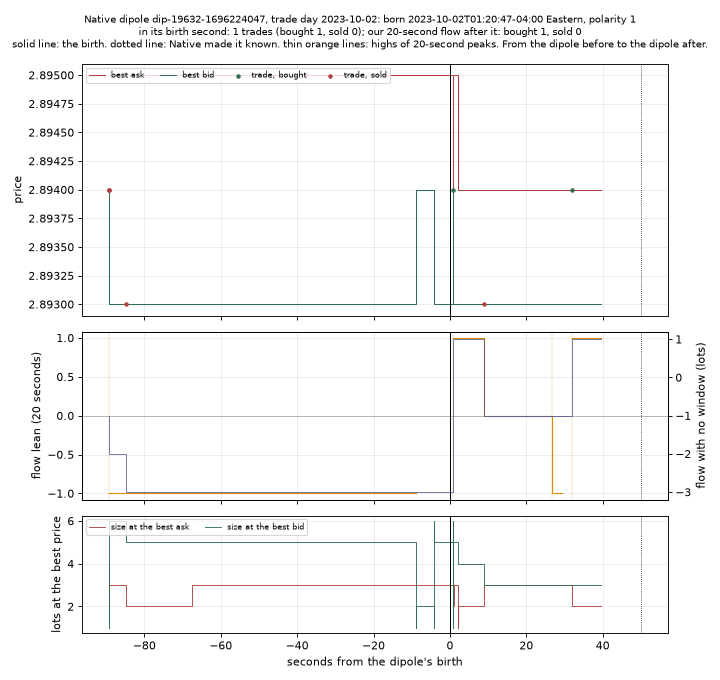 Native dipole dip-19632-1696224047, trade day 2023-10-02: born 2023-10-02T01:20:47-04:00 Eastern, polarity 1
in its birth second: 1 trades (bought 1, sold 0); our 20-second flow after it: bought 1, sold 0
solid line: the birth. dotted line: Native made it known. thin orange lines: highs of 20-second peaks. From the dipole before to the dipole after.
best ask best bid trade, bought trade, sold
2.89500
2.89475
2.89450
2.89425
2.89400
2.89375
2.89350
2.89325
2.89300
price
1.0
0.5
0.0
−0.5
−1.0
flow lean (20 seconds)
1
0
−1
−2
−3
flow with no window (lots)
size at the best ask size at the best bid
6
4
2
lots at the best price
−80 −60 −40 −20 0 20 40
seconds from the dipole's birth